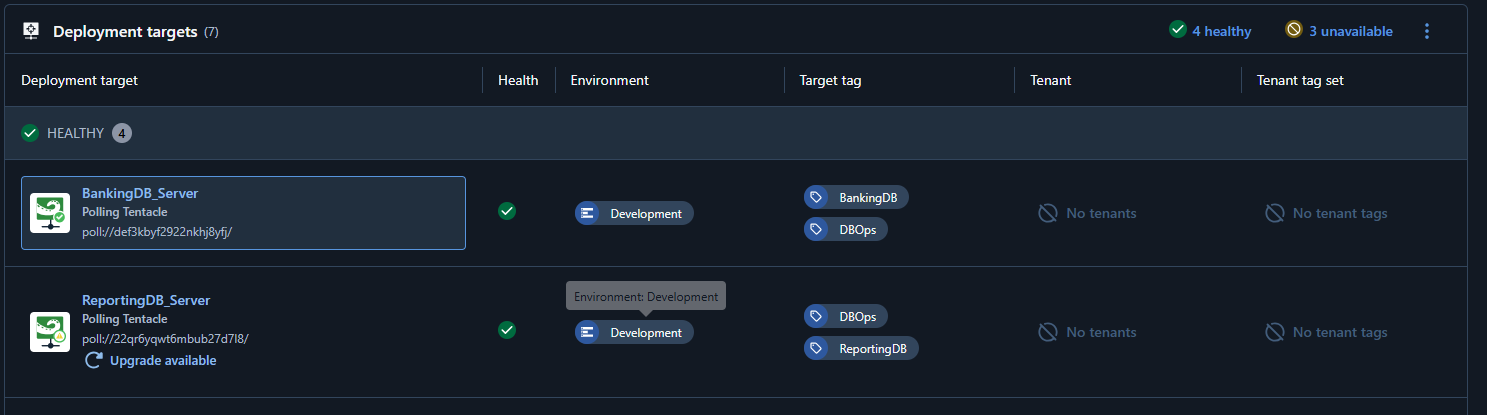 Deployment targets (7)
4 healthy
3 unavailable
Deployment target
Health
Environment
Target tag
Tenant
Tenant tag set
HEALTHY 4
BankingDB_Server
Polling Tentacle
poll://def3kbyf2922nkhj8yfj/
Development
BankingDB
DBOps
No tenants
No tenant tags
ReportingDB_Server
Polling Tentacle
poll://22qr6yqwt6mbub27d7l8/
Upgrade available
Environment: Development
Development
DBOps
ReportingDB
No tenants
No tenant tags